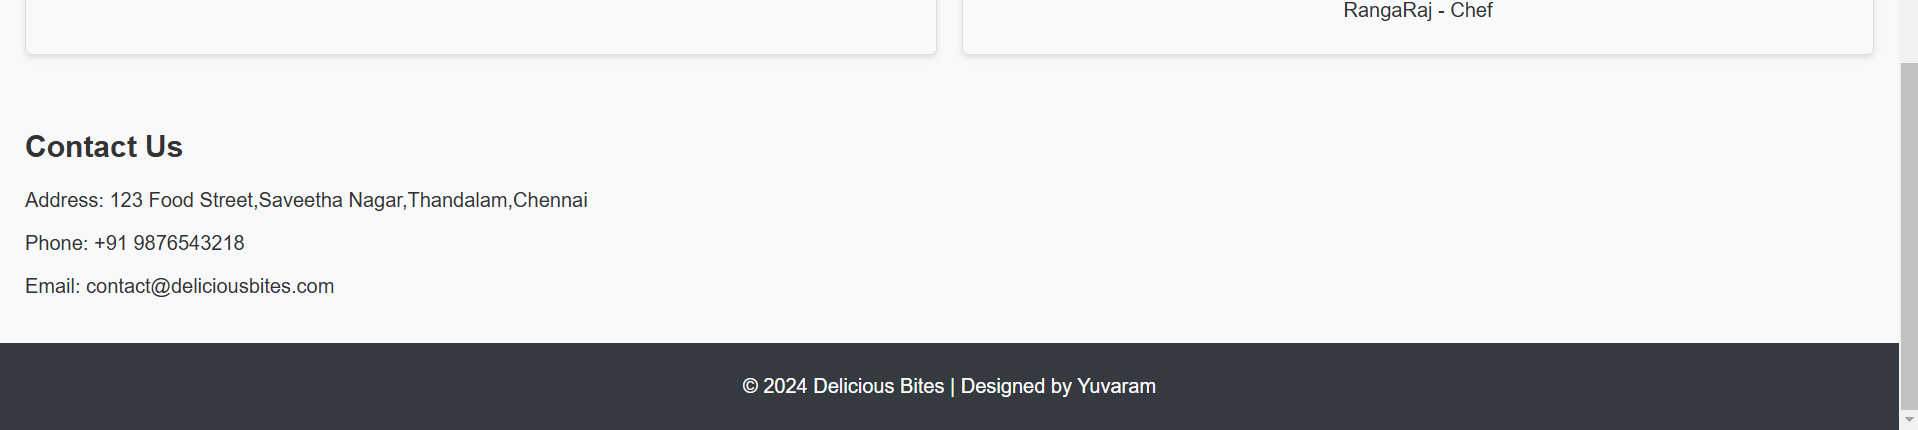 RangaRaj - Chef
Contact Us
Address: 123 Food Street,Saveetha Nagar,Thandalam,Chennai
Phone: +91 9876543218
Email: contact@deliciousbites.com
© 2024 Delicious Bites | Designed by Yuvaram